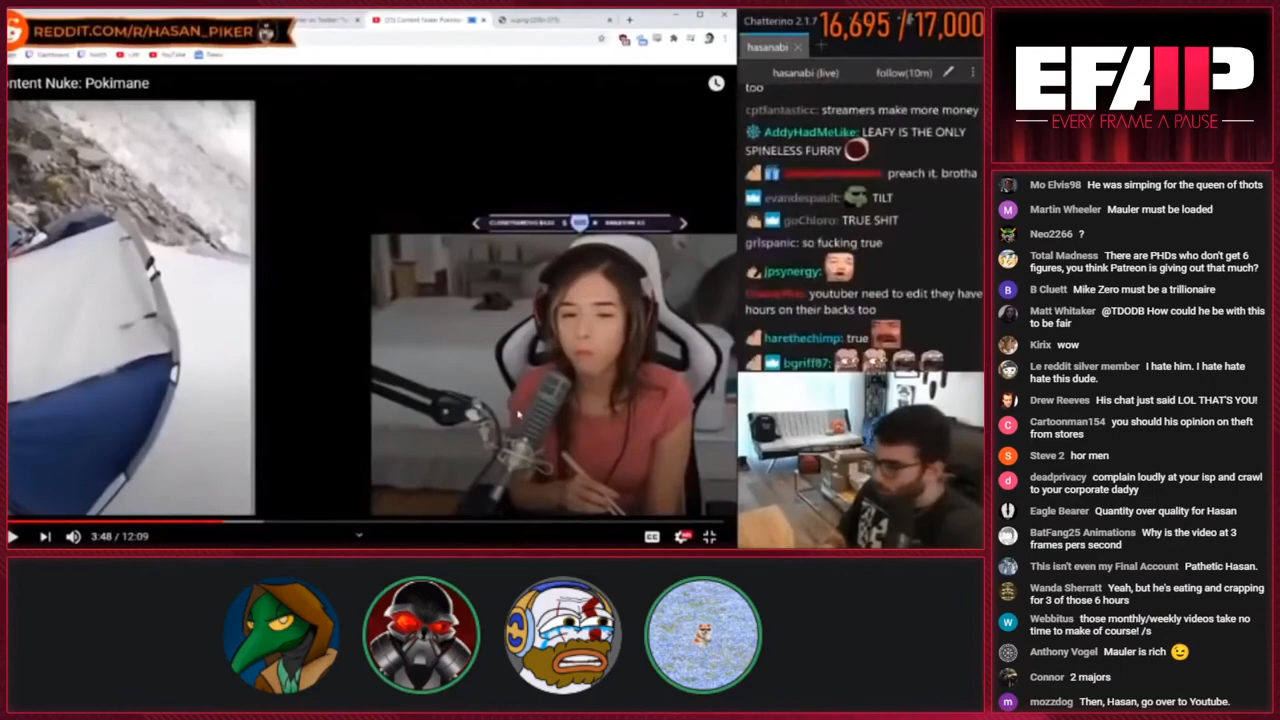 REDDIT.COM/R/HASAN_PIKER
ntent Nuke: Pokimane
3:48 / 12:09
CC
Chatterino 2.1.7
16,695 / 17,000
hasanabi
hasanabi (live)
follow(10m)
too
cptfantasticc: streamers make more money
AddyHadMeLike: LEAFY IS THE ONLY
SPINELESS FURRY
preach it, brotha
evandespault: TILT
goChloro: TRUE SHIT
grlspanic: so fucking true
jpsynergy:
youtuber need to edit they have
hours on their backs too
harethechimp: true
bgriff87:
EFAP
EVERY FRAME A PAUSE
Mo Elvis98 He was simping for the queen of thots
Martin Wheeler Mauler must be loaded
Neo2266 ?
Total Madness There are PHDs who don't get 6
figures, you think Patreon is giving out that much?
B Cluett Mike Zero must be a trillionaire
Matt Whitaker @TDODB How could he be with this
to be fair
Kirix wow
Le reddit silver member I hate him. I hate hate
hate this dude.
Drew Reeves His chat just said LOL THAT'S YOU!
Cartoonman154 you should his opinion on theft
from stores
Steve 2 hor men
deadprivacy complain loudly at your isp and crawl
to your corporate dadyy
Eagle Bearer Quantity over quality for Hasan
BatFang25 Animations Why is the video at 3
frames pers second
This isn't even my Final Account Pathetic Hasan.
Wanda Sherratt Yeah, but he's eating and crapping
for 3 of those 6 hours
Webbitus those monthly/weekly videos take no
time to make of course! /s
Anthony Vogel Mauler is rich 😉
Connor 2 majors
mozzdog Then, Hasan, go over to Youtube.